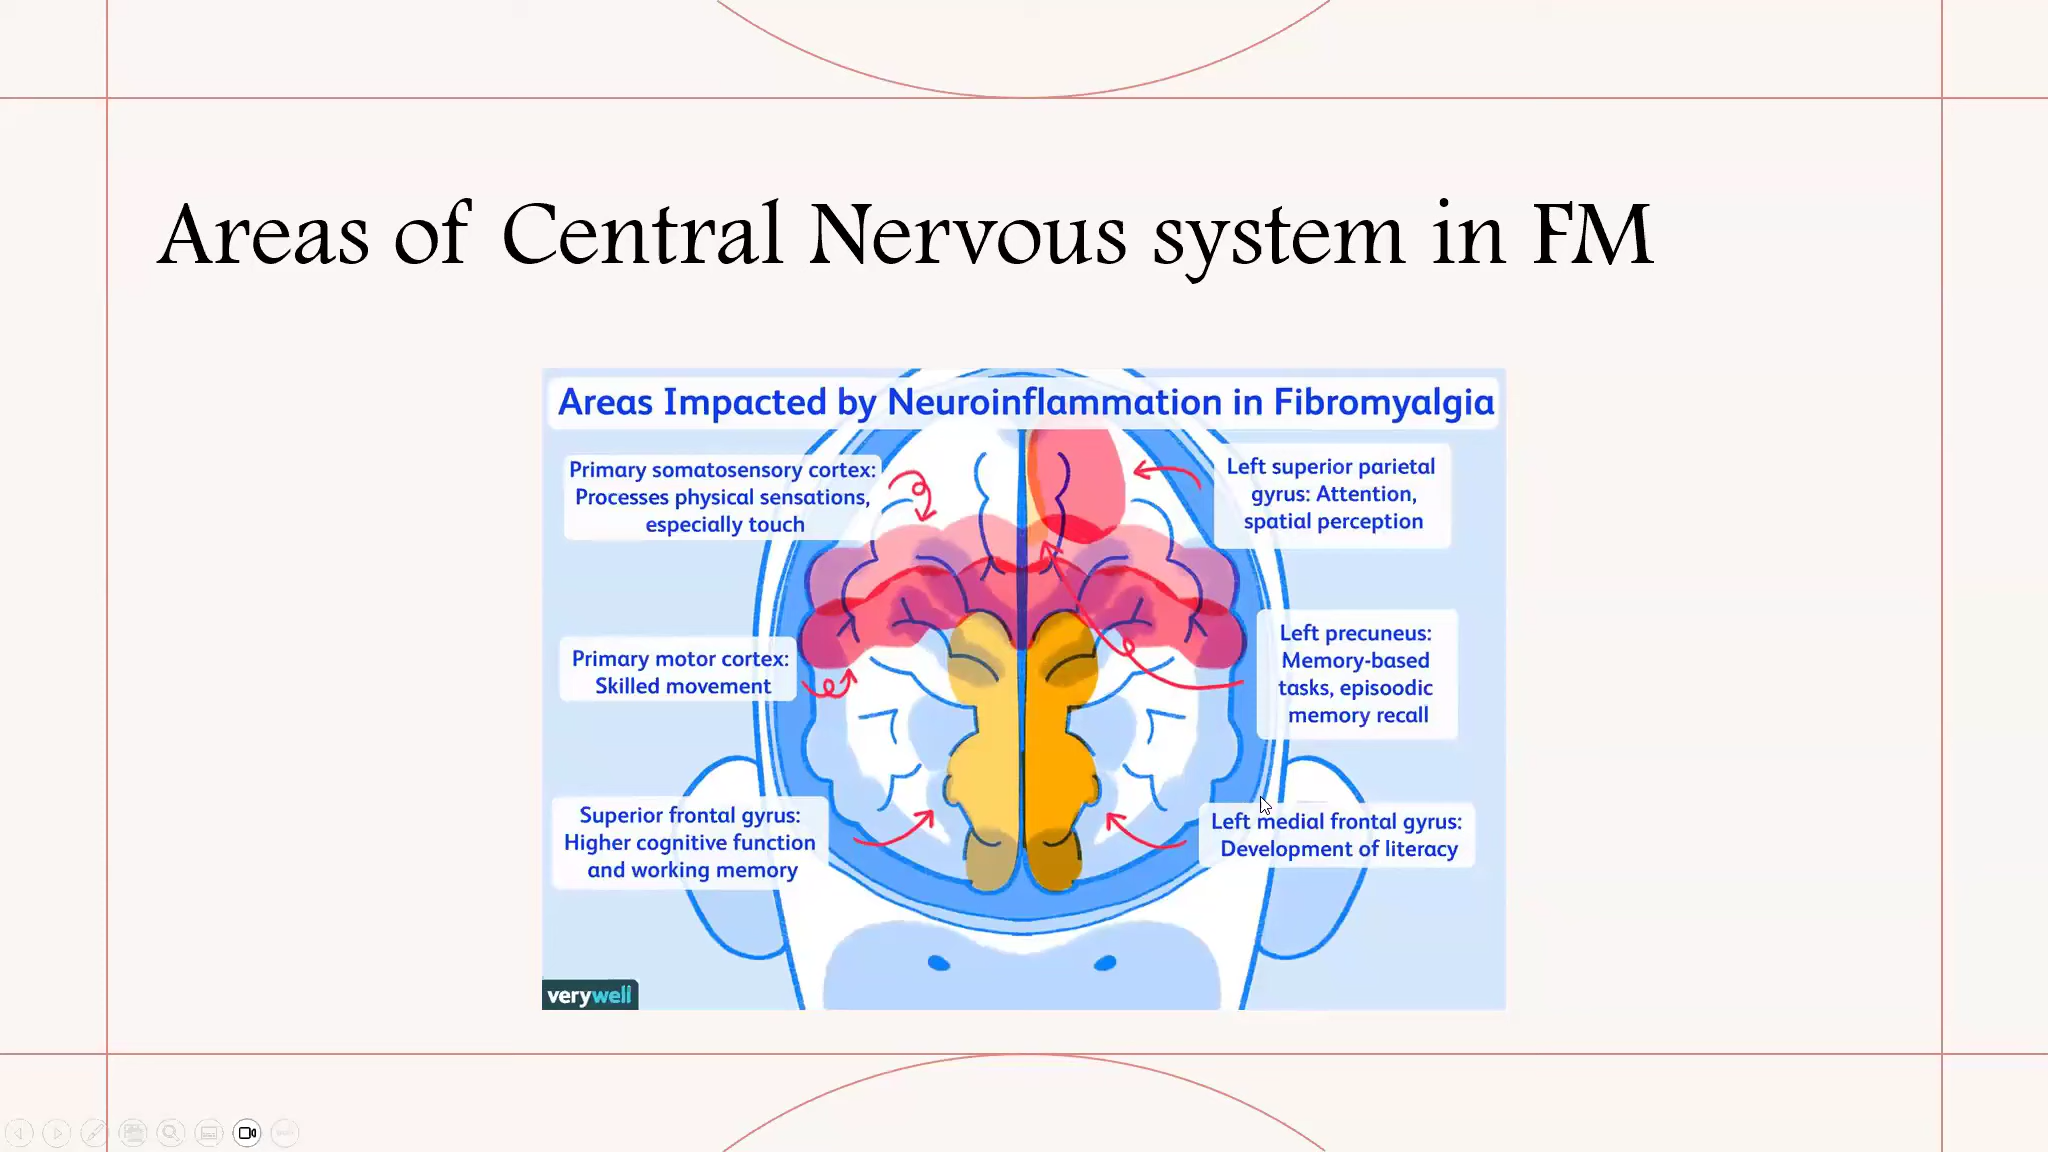 Areas of Central Nervous system in FM
Areas Impacted by Neuroinflammation in Fibromyalgia
Primary somatosensory cortex:
Processes physical sensations,
especially touch
Left superior parietal
gyrus: Attention,
spatial perception
Primary motor cortex:
Skilled movement
Left precuneus:
Memory-based
tasks, episoodic
memory recall
Superior frontal gyrus:
Higher cognitive function
and working memory
Left medial frontal gyrus:
Development of literacy
verywell